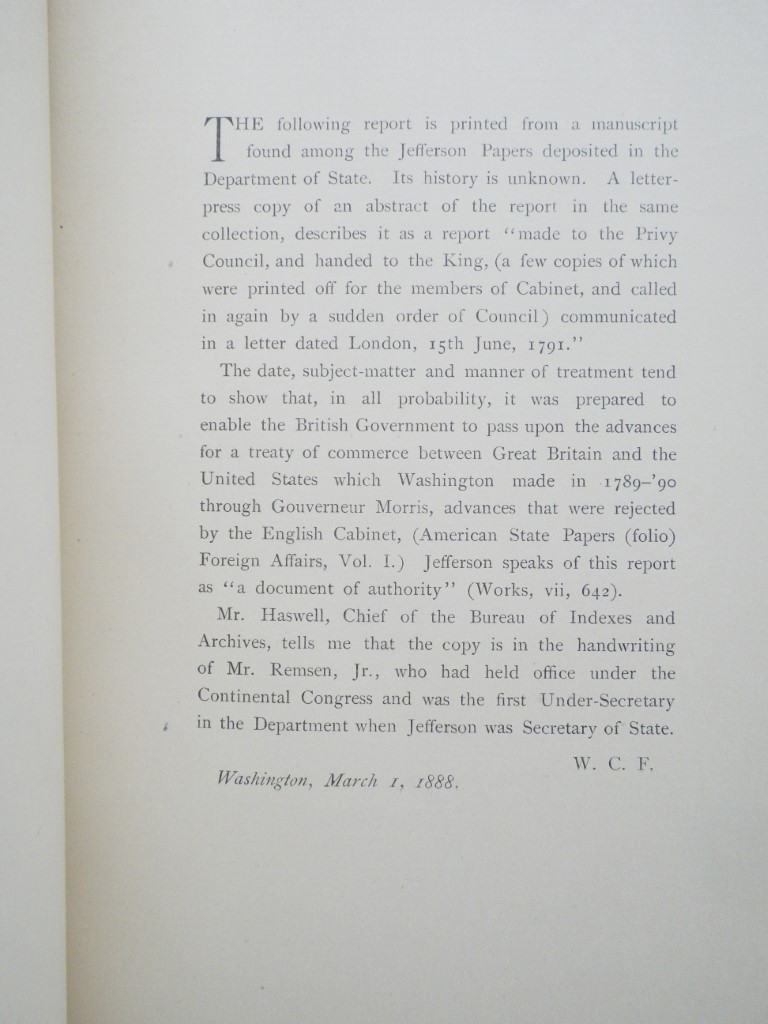 THE following report is printed from a manuscript
found among the Jefferson Papers deposited in the
Department of State. Its history is unknown. A letter-
press copy of an abstract of the report in the same
collection, describes it as a report “made to the Privy
Council, and handed to the King, (a few copies of which
were printed off for the members of Cabinet, and called
in again by a sudden order of Council) communicated
in a letter dated London, 15th June, 1791.”
The date, subject-matter and manner of treatment tend
to show that, in all probability, it was prepared to
enable the British Government to pass upon the advances
for a treaty of commerce between Great Britain and the
United States which Washington made in 1789–’90
through Gouverneur Morris, advances that were rejected
by the English Cabinet, (American State Papers (folio)
Foreign Affairs, Vol. I.) Jefferson speaks of this report
as “a document of authority” (Works, vii, 642).
Mr. Haswell, Chief of the Bureau of Indexes and
Archives, tells me that the copy is in the handwriting
of Mr. Remsen, Jr., who had held office under the
Continental Congress and was the first Under-Secretary
in the Department when Jefferson was Secretary of State.
W. C. F.
Washington, March 1, 1888.